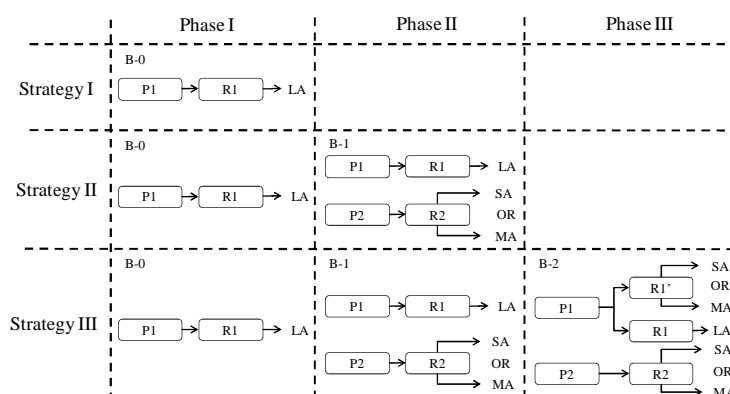 Phase I Phase II Phase III
Strategy I
B-0
P1 R1 LA
Strategy II
B-0
P1 R1 LA
B-1
P1 R1 LA
SA
P2 R2 OR
MA
Strategy III
B-0
P1 R1 LA
B-1
P1 R1 LA
SA
P2 R2 OR
MA
B-2
SA
R1’ OR
P1 MA
R1 LA
SA
P2 R2 OR
MA